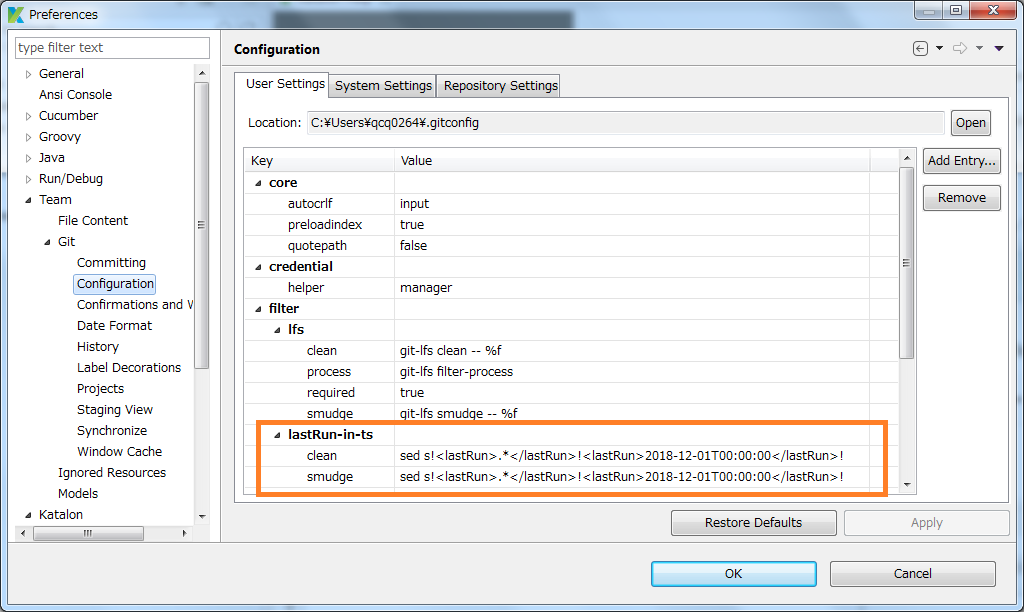 Preferences
type filter text
General
Ansi Console
Cucumber
Groovy
Java
Run/Debug
Team
File Content
Git
Committing
Configuration
Confirmations and W
Date Format
History
Label Decorations
Projects
Staging View
Synchronize
Window Cache
Ignored Resources
Models
Katalon
Configuration
User Settings System Settings Repository Settings
Location: C:¥Users¥qcq0264¥.gitconfig Open
Key Value
Add Entry...
Remove
core
autocrlf input
preloadindex true
quotepath false
credential
helper manager
filter
lfs
clean git-lfs clean -- %f
process git-lfs filter-process
required true
smudge git-lfs smudge -- %f
lastRun-in-ts
clean sed s!<lastRun>.*</lastRun>!<lastRun>2018-12-01T00:00:00</lastRun>!
smudge sed s!<lastRun>.*</lastRun>!<lastRun>2018-12-01T00:00:00</lastRun>!
Restore Defaults Apply
OK Cancel